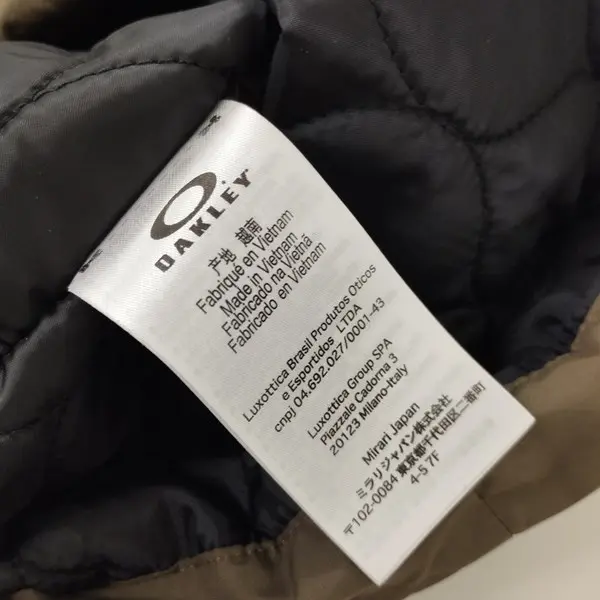 OAKLEY
产地 越南
Fabriqué en Vietnam
Made in Vietnam
Fabricado na Vietnã
Fabricado en Vietnam
Luxottica Brasil Produtos Oticos
e Esportidos LTDA
cnpj 04.692.027/0001-43
Luxottica Group SPA
Piazzale Cadorna 3
20123 Milano-Italy
Mirari Japan
ミラリジャパン株式会社
〒102-0084 東京都千代田区二番町
4-5 7F